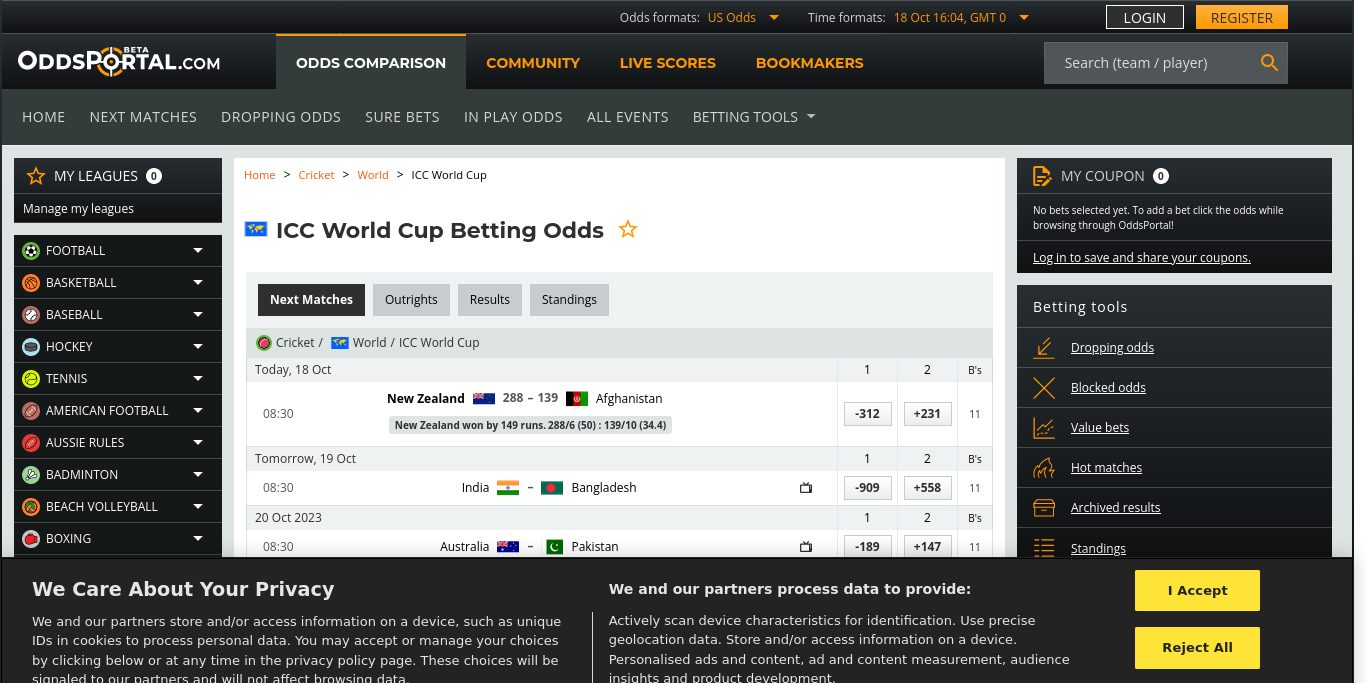 Odds formats: US Odds Time formats: 18 Oct 16:04, GMT 0 LOGIN REGISTER
ODDSPORTAL.COM BETA
ODDS COMPARISON COMMUNITY LIVE SCORES BOOKMAKERS Search (team / player)
HOME NEXT MATCHES DROPPING ODDS SURE BETS IN PLAY ODDS ALL EVENTS BETTING TOOLS
MY LEAGUES 0
Manage my leagues
FOOTBALL
BASKETBALL
BASEBALL
HOCKEY
TENNIS
AMERICAN FOOTBALL
AUSSIE RULES
BADMINTON
BEACH VOLLEYBALL
BOXING
Home > Cricket > World > ICC World Cup
ICC World Cup Betting Odds
Next Matches Outrights Results Standings
Cricket / World / ICC World Cup
Today, 18 Oct 1 2 B's
08:30 New Zealand 288 – 139 Afghanistan -312 +231 11
New Zealand won by 149 runs. 288/6 (50) : 139/10 (34.4)
Tomorrow, 19 Oct 1 2 B's
08:30 India – Bangladesh -909 +558 11
20 Oct 2023 1 2 B's
08:30 Australia – Pakistan -189 +147 11
MY COUPON 0
No bets selected yet. To add a bet click the odds while
browsing through OddsPortal!
Log in to save and share your coupons.
Betting tools
Dropping odds
Blocked odds
Value bets
Hot matches
Archived results
Standings
We Care About Your Privacy
We and our partners store and/or access information on a device, such as unique
IDs in cookies to process personal data. You may accept or manage your choices
by clicking below or at any time in the privacy policy page. These choices will be
signaled to our partners and will not affect browsing data.
We and our partners process data to provide:
Actively scan device characteristics for identification. Use precise
geolocation data. Store and/or access information on a device.
Personalised ads and content, ad and content measurement, audience
insights and product development.
I Accept
Reject All